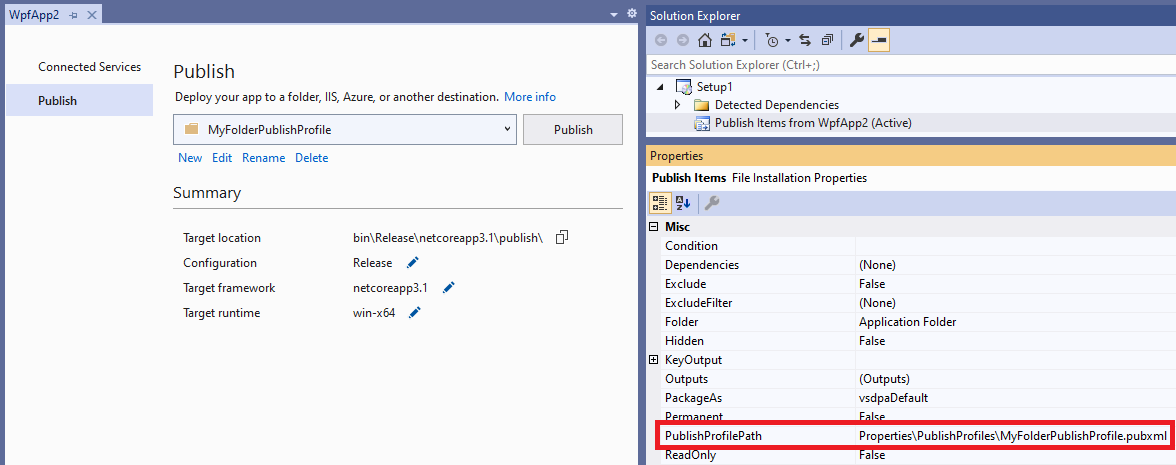 WpfApp2
Connected Services
Publish
Publish
Deploy your app to a folder, IIS, Azure, or another destination. More info
MyFolderPublishProfile
Publish
New Edit Rename Delete
Summary
Target location bin\Release\netcoreapp3.1\publish\
Configuration Release
Target framework netcoreapp3.1
Target runtime win-x64
Solution Explorer
Search Solution Explorer (Ctrl+;)
Setup1
Detected Dependencies
Publish Items from WpfApp2 (Active)
Properties
Publish Items File Installation Properties
Misc
Condition
Dependencies (None)
Exclude False
ExcludeFilter (None)
Folder Application Folder
Hidden False
KeyOutput
Outputs (Outputs)
PackageAs vsdpaDefault
Permanent False
PublishProfilePath Properties\PublishProfiles\MyFolderPublishProfile.pubxml
ReadOnly False